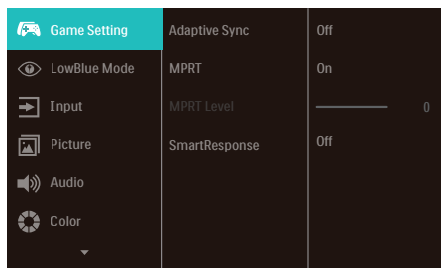 Game Setting Adaptive Sync Off
LowBlue Mode MPRT On
Input MPRT Level 0
Picture SmartResponse Off
Audio
Color